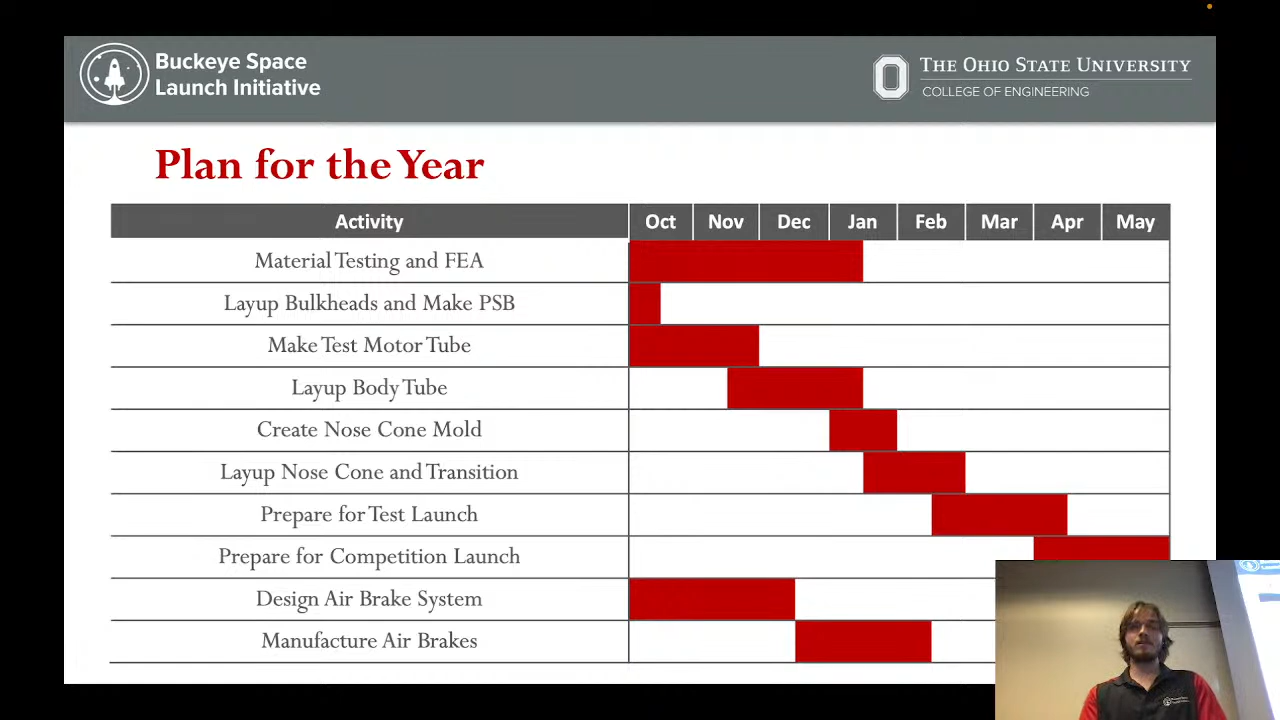 Buckeye Space
Launch Initiative
THE OHIO STATE UNIVERSITY
COLLEGE OF ENGINEERING
Plan for the Year
Activity Oct Nov Dec Jan Feb Mar Apr May
Material Testing and FEA
Layup Bulkheads and Make PSB
Make Test Motor Tube
Layup Body Tube
Create Nose Cone Mold
Layup Nose Cone and Transition
Prepare for Test Launch
Prepare for Competition Launch
Design Air Brake System
Manufacture Air Brakes